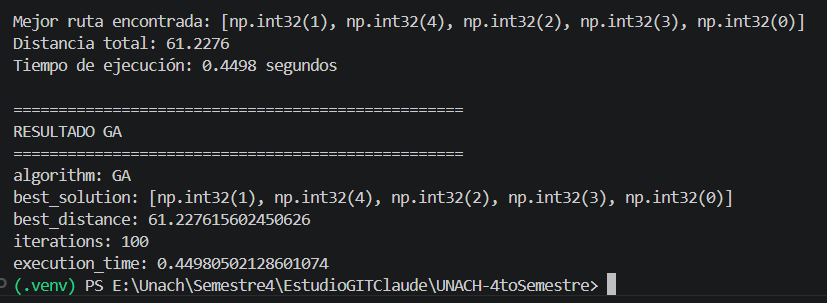 Mejor ruta encontrada: [np.int32(1), np.int32(4), np.int32(2), np.int32(3), np.int32(0)]
Distancia total: 61.2276
Tiempo de ejecución: 0.4498 segundos
==================================================
RESULTADO GA
==================================================
algorithm: GA
best_solution: [np.int32(1), np.int32(4), np.int32(2), np.int32(3), np.int32(0)]
best_distance: 61.227615602450626
iterations: 100
execution_time: 0.44980502128601074
(.venv) PS E:\Unach\Semestre4\EstudioGITClaude\UNACH-4toSemestre>